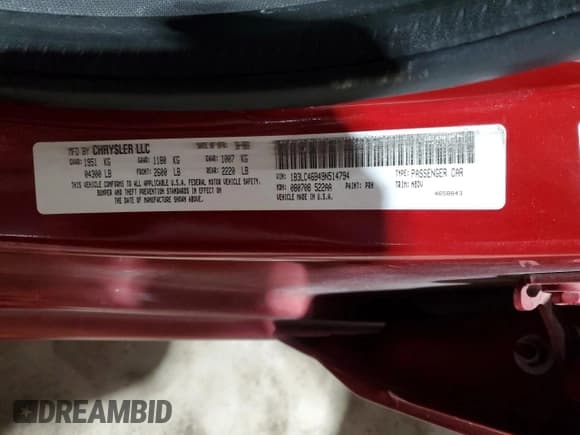 MFD BY CHRYSLER LLC
GVWR: 1951 KG GAWR: 1180 KG GAWR: 1007 KG
04300 LB FRONT: 2600 LB REAR: 2220 LB
THIS VEHICLE CONFORMS TO ALL APPLICABLE U.S.A. FEDERAL MOTOR VEHICLE SAFETY,
BUMPER AND THEFT PREVENTION STANDARDS IN EFFECT ON
THE DATE OF MANUFACTURE SHOWN ABOVE.
VIN: 1B3LC46B49N514794 TYPE: PASSENGER CAR
MDH: 080708 522AA PAINT: PRH TRIM: M8DV
VEHICLE MADE IN U.S.A. 4658843
DREAMBID